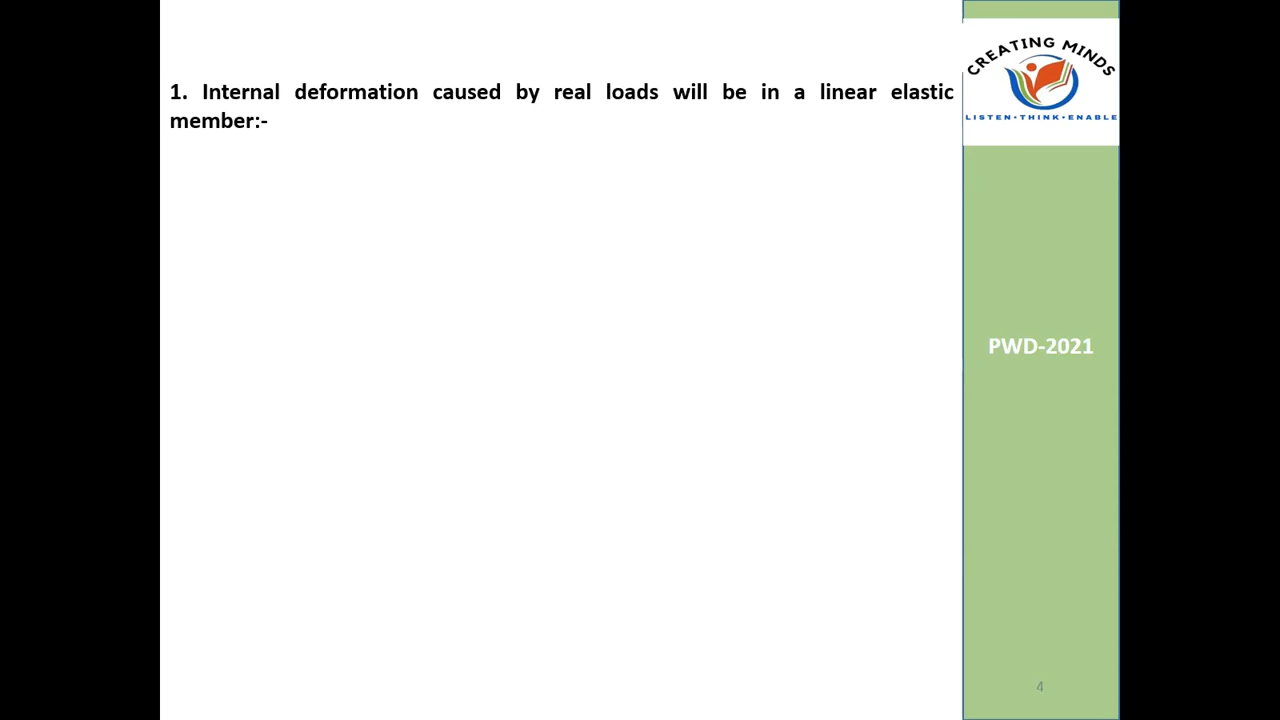 CREATING MINDS
LISTEN·THINK·ENABLE
1. Internal deformation caused by real loads will be in a linear elastic
member:-
PWD-2021
4